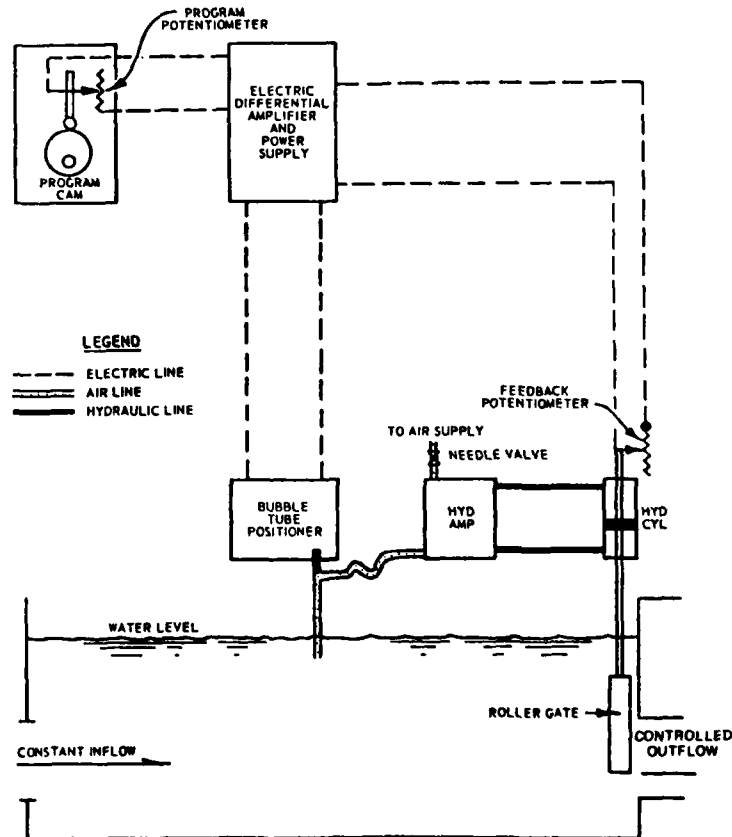 PROGRAM
POTENTIOMETER
ELECTRIC
DIFFERENTIAL
AMPLIFIER
AND
POWER
SUPPLY
PROGRAM
CAM
LEGEND
ELECTRIC LINE
AIR LINE
HYDRAULIC LINE
FEEDBACK
POTENTIOMETER
TO AIR SUPPLY
NEEDLE VALVE
BUBBLE
TUBE
POSITIONER
HYD
AMP
HYD
CYL
WATER LEVEL
ROLLER GATE
CONTROLLED
OUTFLOW
CONSTANT INFLOW